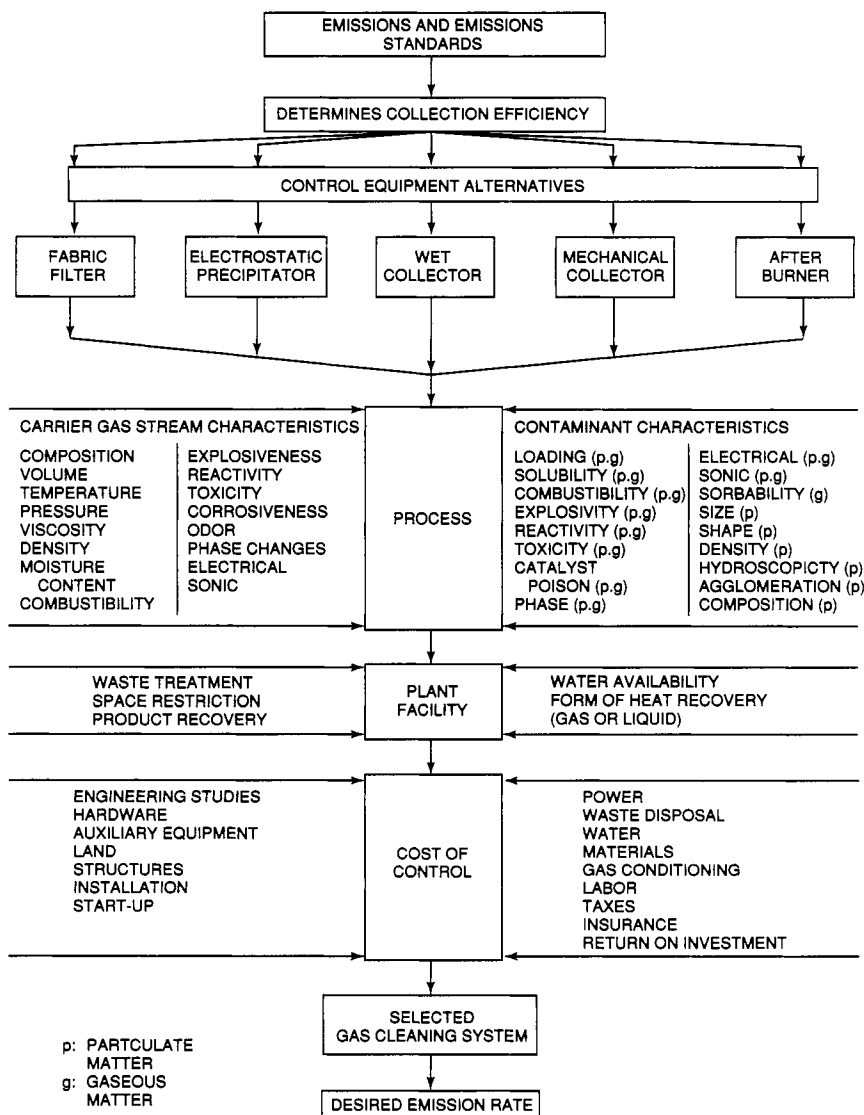 EMISSIONS AND EMISSIONS
STANDARDS
DETERMINES COLLECTION EFFICIENCY
CONTROL EQUIPMENT ALTERNATIVES
FABRIC
FILTER
ELECTROSTATIC
PRECIPITATOR
WET
COLLECTOR
MECHANICAL
COLLECTOR
AFTER
BURNER
CARRIER GAS STREAM CHARACTERISTICS
COMPOSITION
VOLUME
TEMPERATURE
PRESSURE
VISCOSITY
DENSITY
MOISTURE
CONTENT
COMBUSTIBILITY
EXPLOSIVENESS
REACTIVITY
TOXICITY
CORROSIVENESS
ODOR
PHASE CHANGES
ELECTRICAL
SONIC
PROCESS
CONTAMINANT CHARACTERISTICS
LOADING (p.g)
SOLUBILITY (p.g)
COMBUSTIBILITY (p.g)
EXPLOSIVITY (p.g)
REACTIVITY (p.g)
TOXICITY (p.g)
CATALYST
POISON (p.g)
PHASE (p.g)
ELECTRICAL (p.g)
SONIC (p.g)
SORBABILITY (g)
SIZE (p)
SHAPE (p)
DENSITY (p)
HYDROSCOPICTY (p)
AGGLOMERATION (p)
COMPOSITION (p)
WASTE TREATMENT
SPACE RESTRICTION
PRODUCT RECOVERY
PLANT
FACILITY
WATER AVAILABILITY
FORM OF HEAT RECOVERY
(GAS OR LIQUID)
ENGINEERING STUDIES
HARDWARE
AUXILIARY EQUIPMENT
LAND
STRUCTURES
INSTALLATION
START-UP
COST OF
CONTROL
POWER
WASTE DISPOSAL
WATER
MATERIALS
GAS CONDITIONING
LABOR
TAXES
INSURANCE
RETURN ON INVESTMENT
SELECTED
GAS CLEANING SYSTEM
p: PARTCULATE
MATTER
g: GASEOUS
MATTER
DESIRED EMISSION RATE